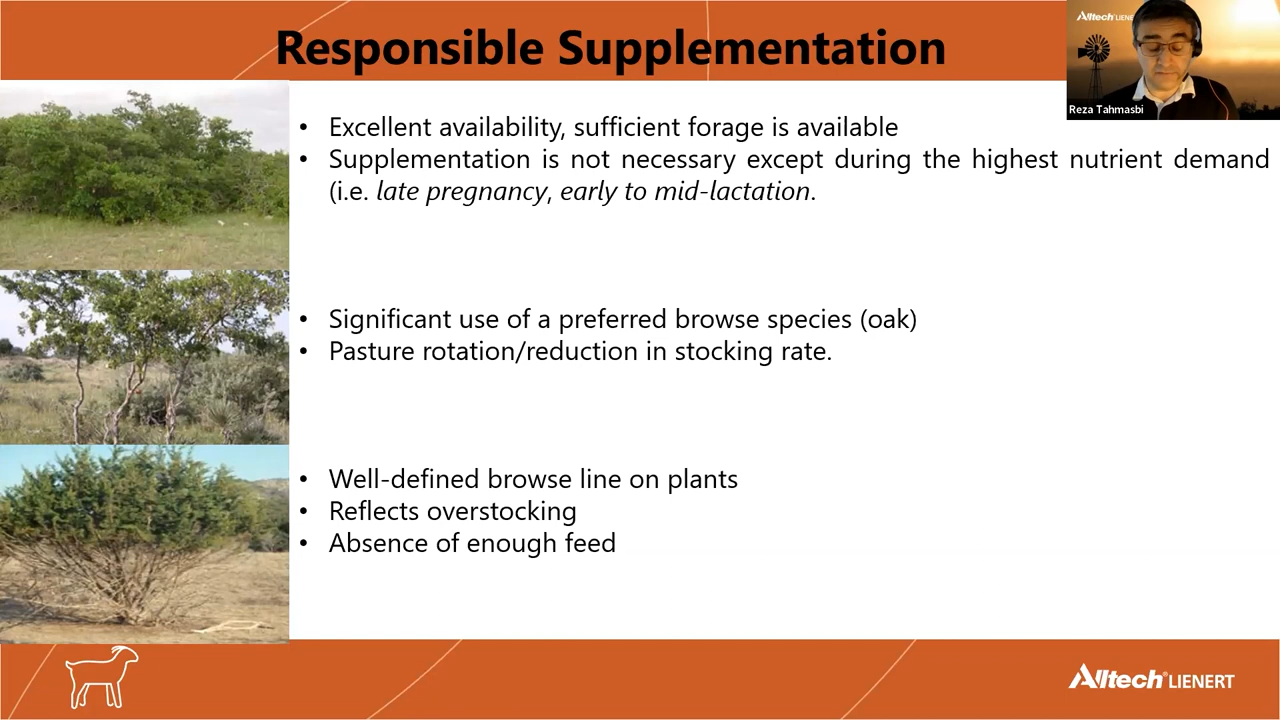 Responsible Supplementation
Alltech® LIENERT
Reza Tahmasbi
• Excellent availability, sufficient forage is available
• Supplementation is not necessary except during the highest nutrient demand
(i.e. late pregnancy, early to mid-lactation.
• Significant use of a preferred browse species (oak)
• Pasture rotation/reduction in stocking rate.
• Well-defined browse line on plants
• Reflects overstocking
• Absence of enough feed
Alltech® LIENERT